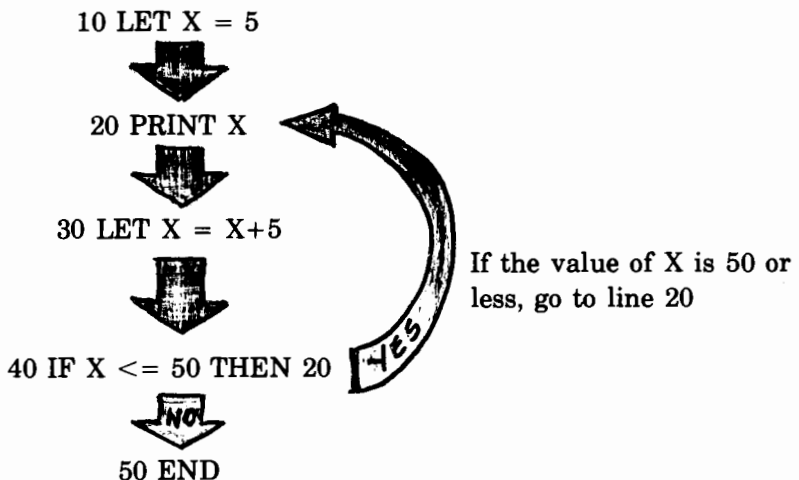 10 LET X = 5
20 PRINT X
30 LET X = X+5
If the value of X is 50 or
less, go to line 20
YES
40 IF X <= 50 THEN 20
NO
50 END